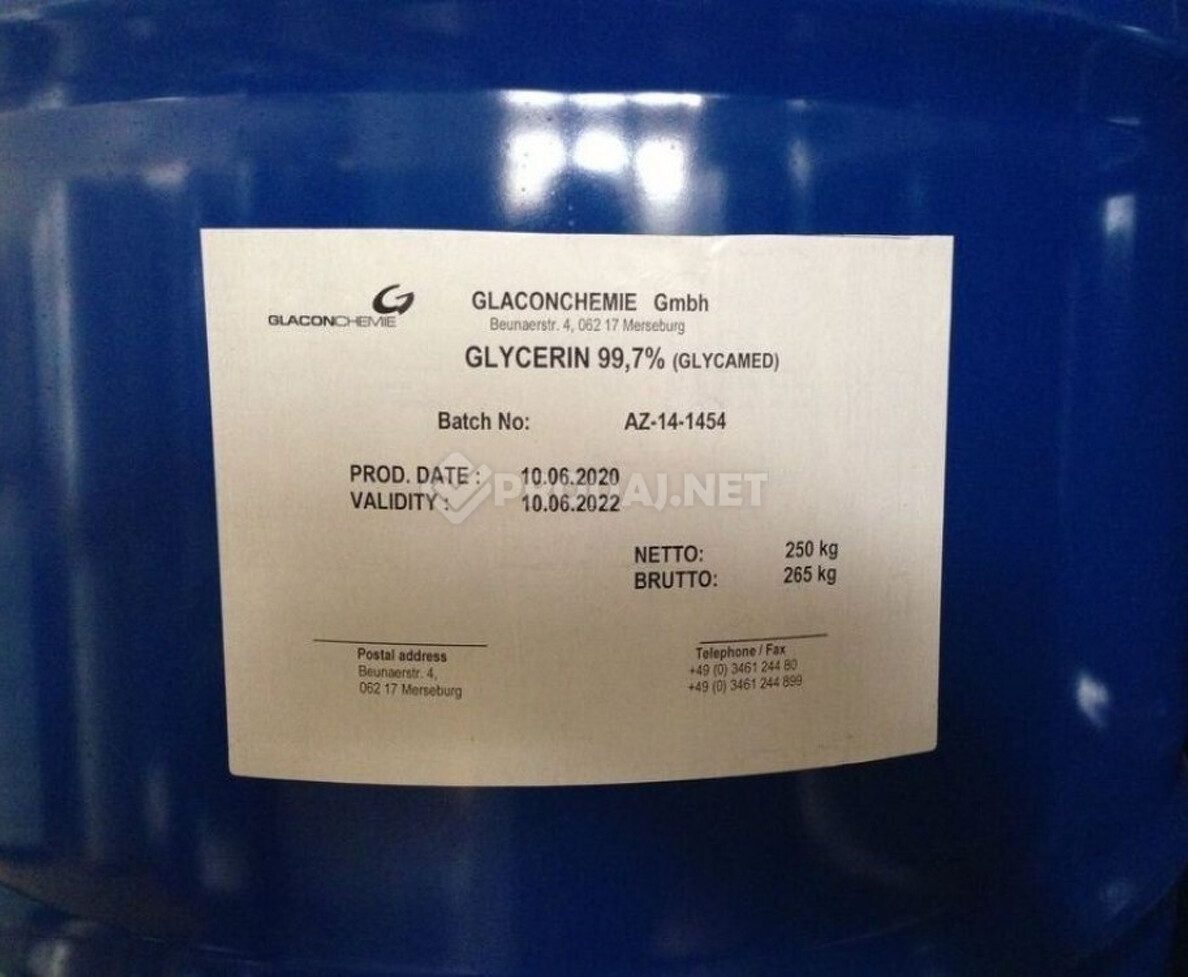 GLACONCHEMIE
GLACONCHEMIE Gmbh
Beunaerstr. 4, 062 17 Merseburg
GLYCERIN 99,7% (GLYCAMED)
Batch No: AZ-14-1454
PROD. DATE : 10.06.2020
VALIDITY : 10.06.2022
PRODAJ.NET
NETTO: 250 kg
BRUTTO: 265 kg
Postal address
Beunaerstr. 4,
062 17 Merseburg
Telephone / Fax
+49 (0) 3461 244 80
+49 (0) 3461 244 899